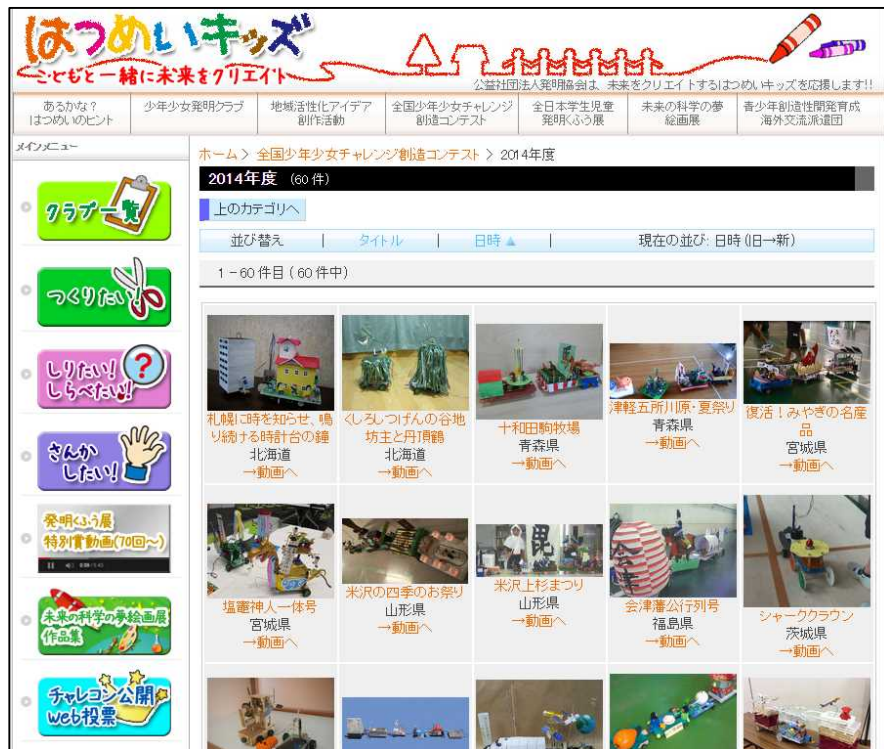 はつめいキッズ
こどもと一緒に未来をクリエイト
公益社団法人発明協会は、未来をクリエイトするはつめいキッズを応援します!!
あるかな?
はつめいのヒント
少年少女発明クラブ
地域活性化アイデア
創作活動
全国少年少女チャレンジ
創造コンテスト
全日本学生児童
発明くふう展
未来の科学の夢
絵画展
青少年創造性開発育成
海外交流派遣団
メインメニュー
ホーム > 全国少年少女チャレンジ創造コンテスト > 2014年度
2014年度 (60件)
上のカテゴリへ
並び替え | タイトル | 日時▲ | 現在の並び: 日時(旧→新)
1-60件目(60件中)
クラブ一覧
つくりたい!
しりたい!
しらべたい!
?
さんか
したい!
発明くふう展
特別賞動画(70回~)
未来の科学の夢絵画展
作品集
チャレコン公開
Web投票
札幌に時を知らせ、鳴
り続ける時計台の鐘
北海道
→動画へ
くしろしつげんの谷地
坊主と丹頂鶴
北海道
→動画へ
十和田駒牧場
青森県
→動画へ
津軽五所川原・夏祭り
青森県
→動画へ
復活!みやぎの名産
品
宮城県
→動画へ
塩竈神人一体号
宮城県
→動画へ
米沢の四季のお祭り
山形県
→動画へ
毘
米沢上杉まつり
山形県
→動画へ
会津
会津藩公行列号
福島県
→動画へ
シャーククラウン
茨城県
→動画へ